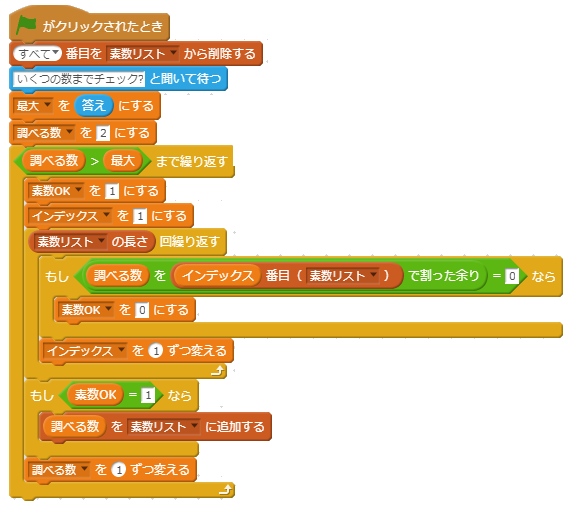 がクリックされたとき
すべて 番目を 素数リスト から削除する
いくつの数までチェック? と聞いて待つ
最大 を 答え にする
調べる数 を 2 にする
調べる数 > 最大 まで繰り返す
素数OK を 1 にする
インデックス を 1 にする
素数リスト の長さ 回繰り返す
もし 調べる数 を インデックス 番目 ( 素数リスト ) で割った余り = 0 なら
素数OK を 0 にする
インデックス を 1 ずつ変える
もし 素数OK = 1 なら
調べる数 を 素数リスト に追加する
調べる数 を 1 ずつ変える